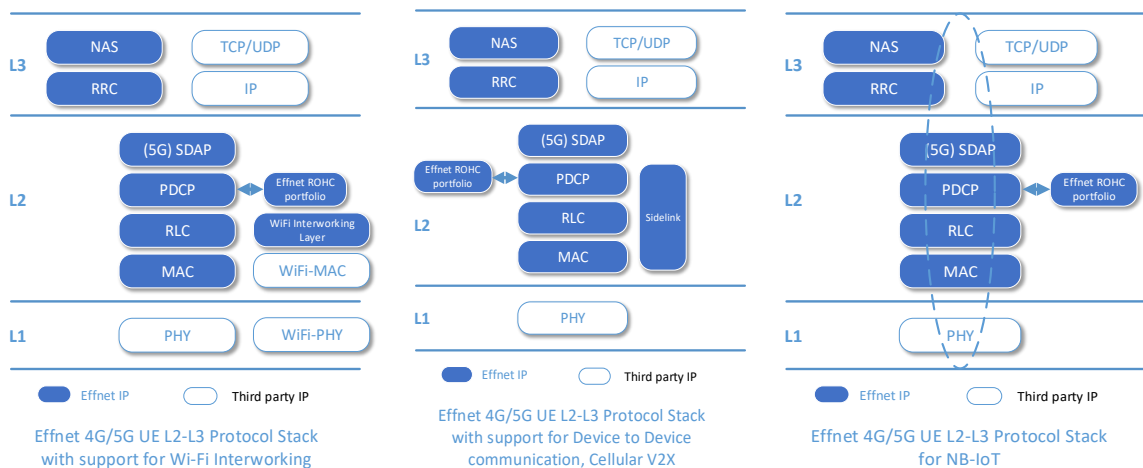 L3
NAS
TCP/UDP
RRC
IP
L2
(5G) SDAP
PDCP
Effnet ROHC
portfolio
RLC
WiFi Interworking
Layer
MAC
WiFi-MAC
L1
PHY
WiFi-PHY
Effnet IP
Third party IP
Effnet 4G/5G UE L2-L3 Protocol Stack
with support for Wi-Fi Interworking
L3
NAS
TCP/UDP
RRC
IP
L2
(5G) SDAP
Effnet ROHC
portfolio
PDCP
RLC
Sidelink
MAC
L1
PHY
Effnet IP
Third party IP
Effnet 4G/5G UE L2-L3 Protocol Stack
with support for Device to Device
communication, Cellular V2X
L3
NAS
TCP/UDP
RRC
IP
L2
(5G) SDAP
PDCP
Effnet ROHC
portfolio
RLC
MAC
L1
PHY
Effnet IP
Third party IP
Effnet 4G/5G UE L2-L3 Protocol Stack
for NB-IoT